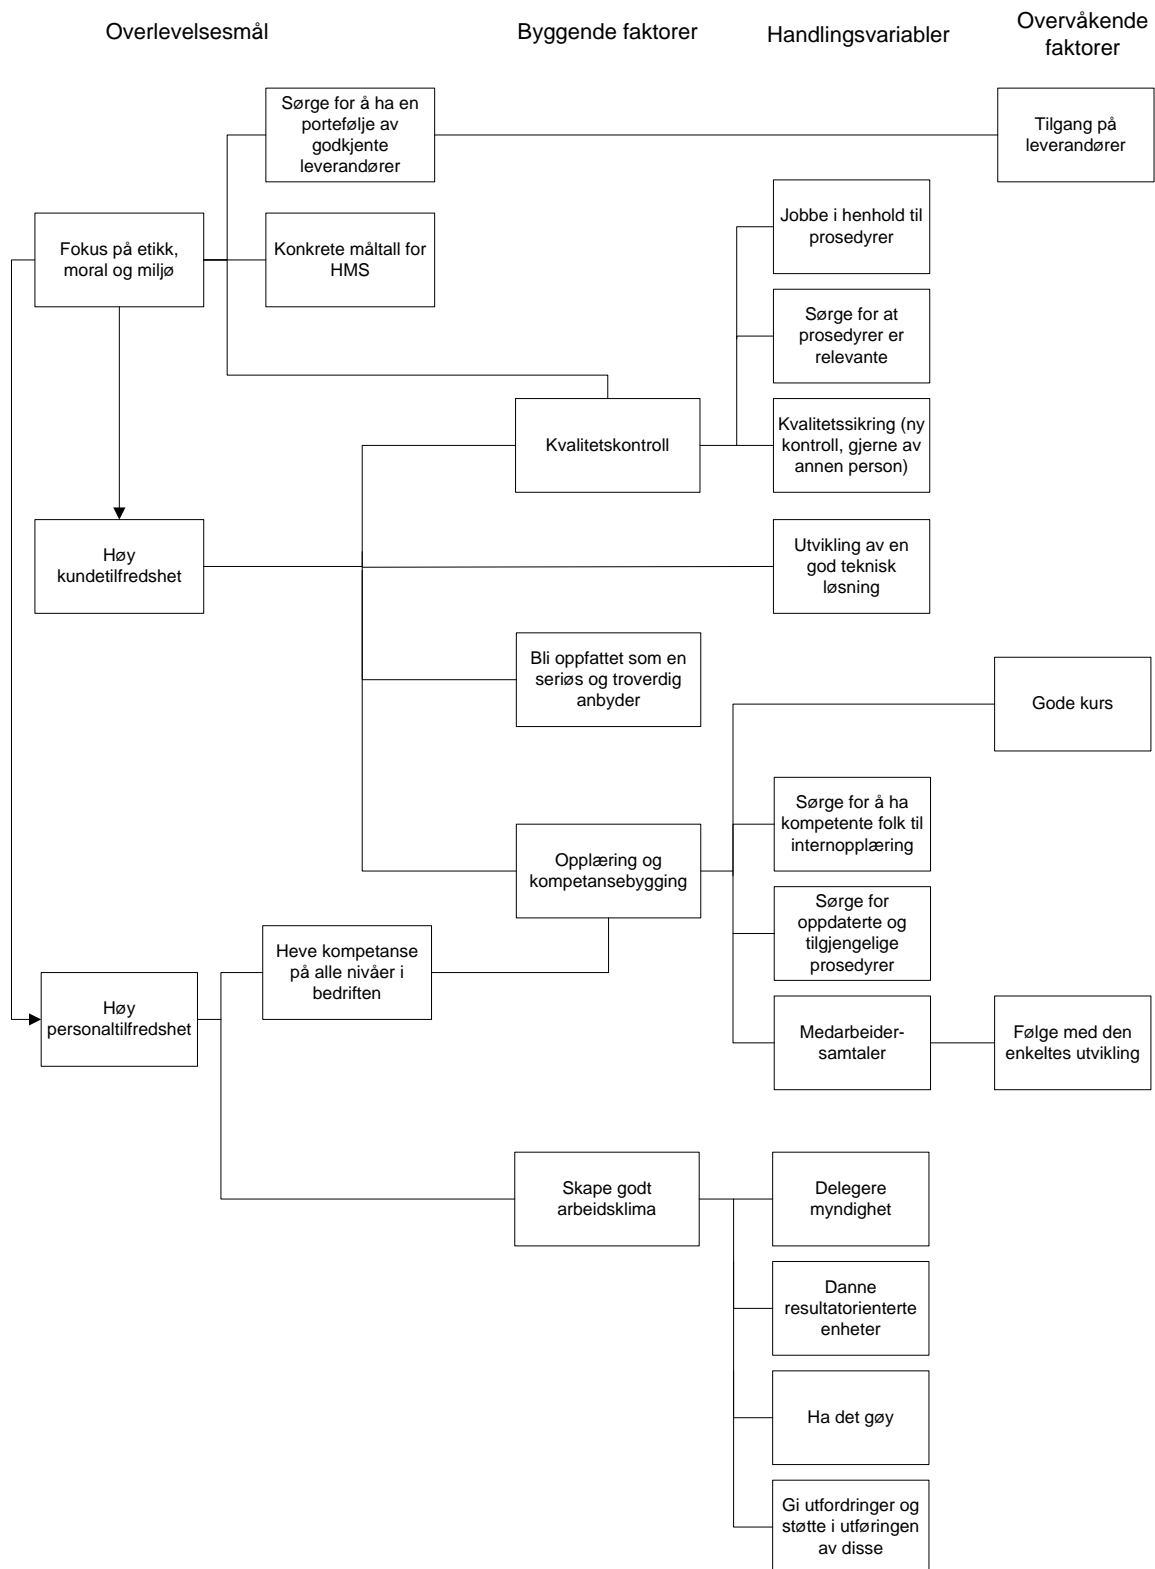 Overlevelsesmål
Byggende faktorer
Handlingsvariabler
Overvåkende
faktorer
Sørge for å ha en
portefølje av
godkjente
leverandører
Tilgang på
leverandører
Jobbe i henhold til
prosedyrer
Fokus på etikk,
moral og miljø
Konkrete måltall for
HMS
Sørge for at
prosedyrer er
relevante
Kvalitetskontroll
Kvalitetssikring (ny
kontroll, gjerne av
annen person)
Høy
kundetilfredshet
Utvikling av en
god teknisk
løsning
Bli oppfattet som en
seriøs og troverdig
anbyder
Gode kurs
Sørge for å ha
kompetente folk til
internopplæring
Opplæring og
kompetansebygging
Sørge for
oppdaterte og
tilgjengelige
prosedyrer
Heve kompetanse
på alle nivåer i
bedriften
Høy
personaltilfredshet
Medarbeider-
samtaler
Følge med den
enkeltes utvikling
Skape godt
arbeidsklima
Delegere
myndighet
Danne
resultatorienterte
enheter
Ha det gøy
Gi utfordringer og
støtte i utføringen
av disse